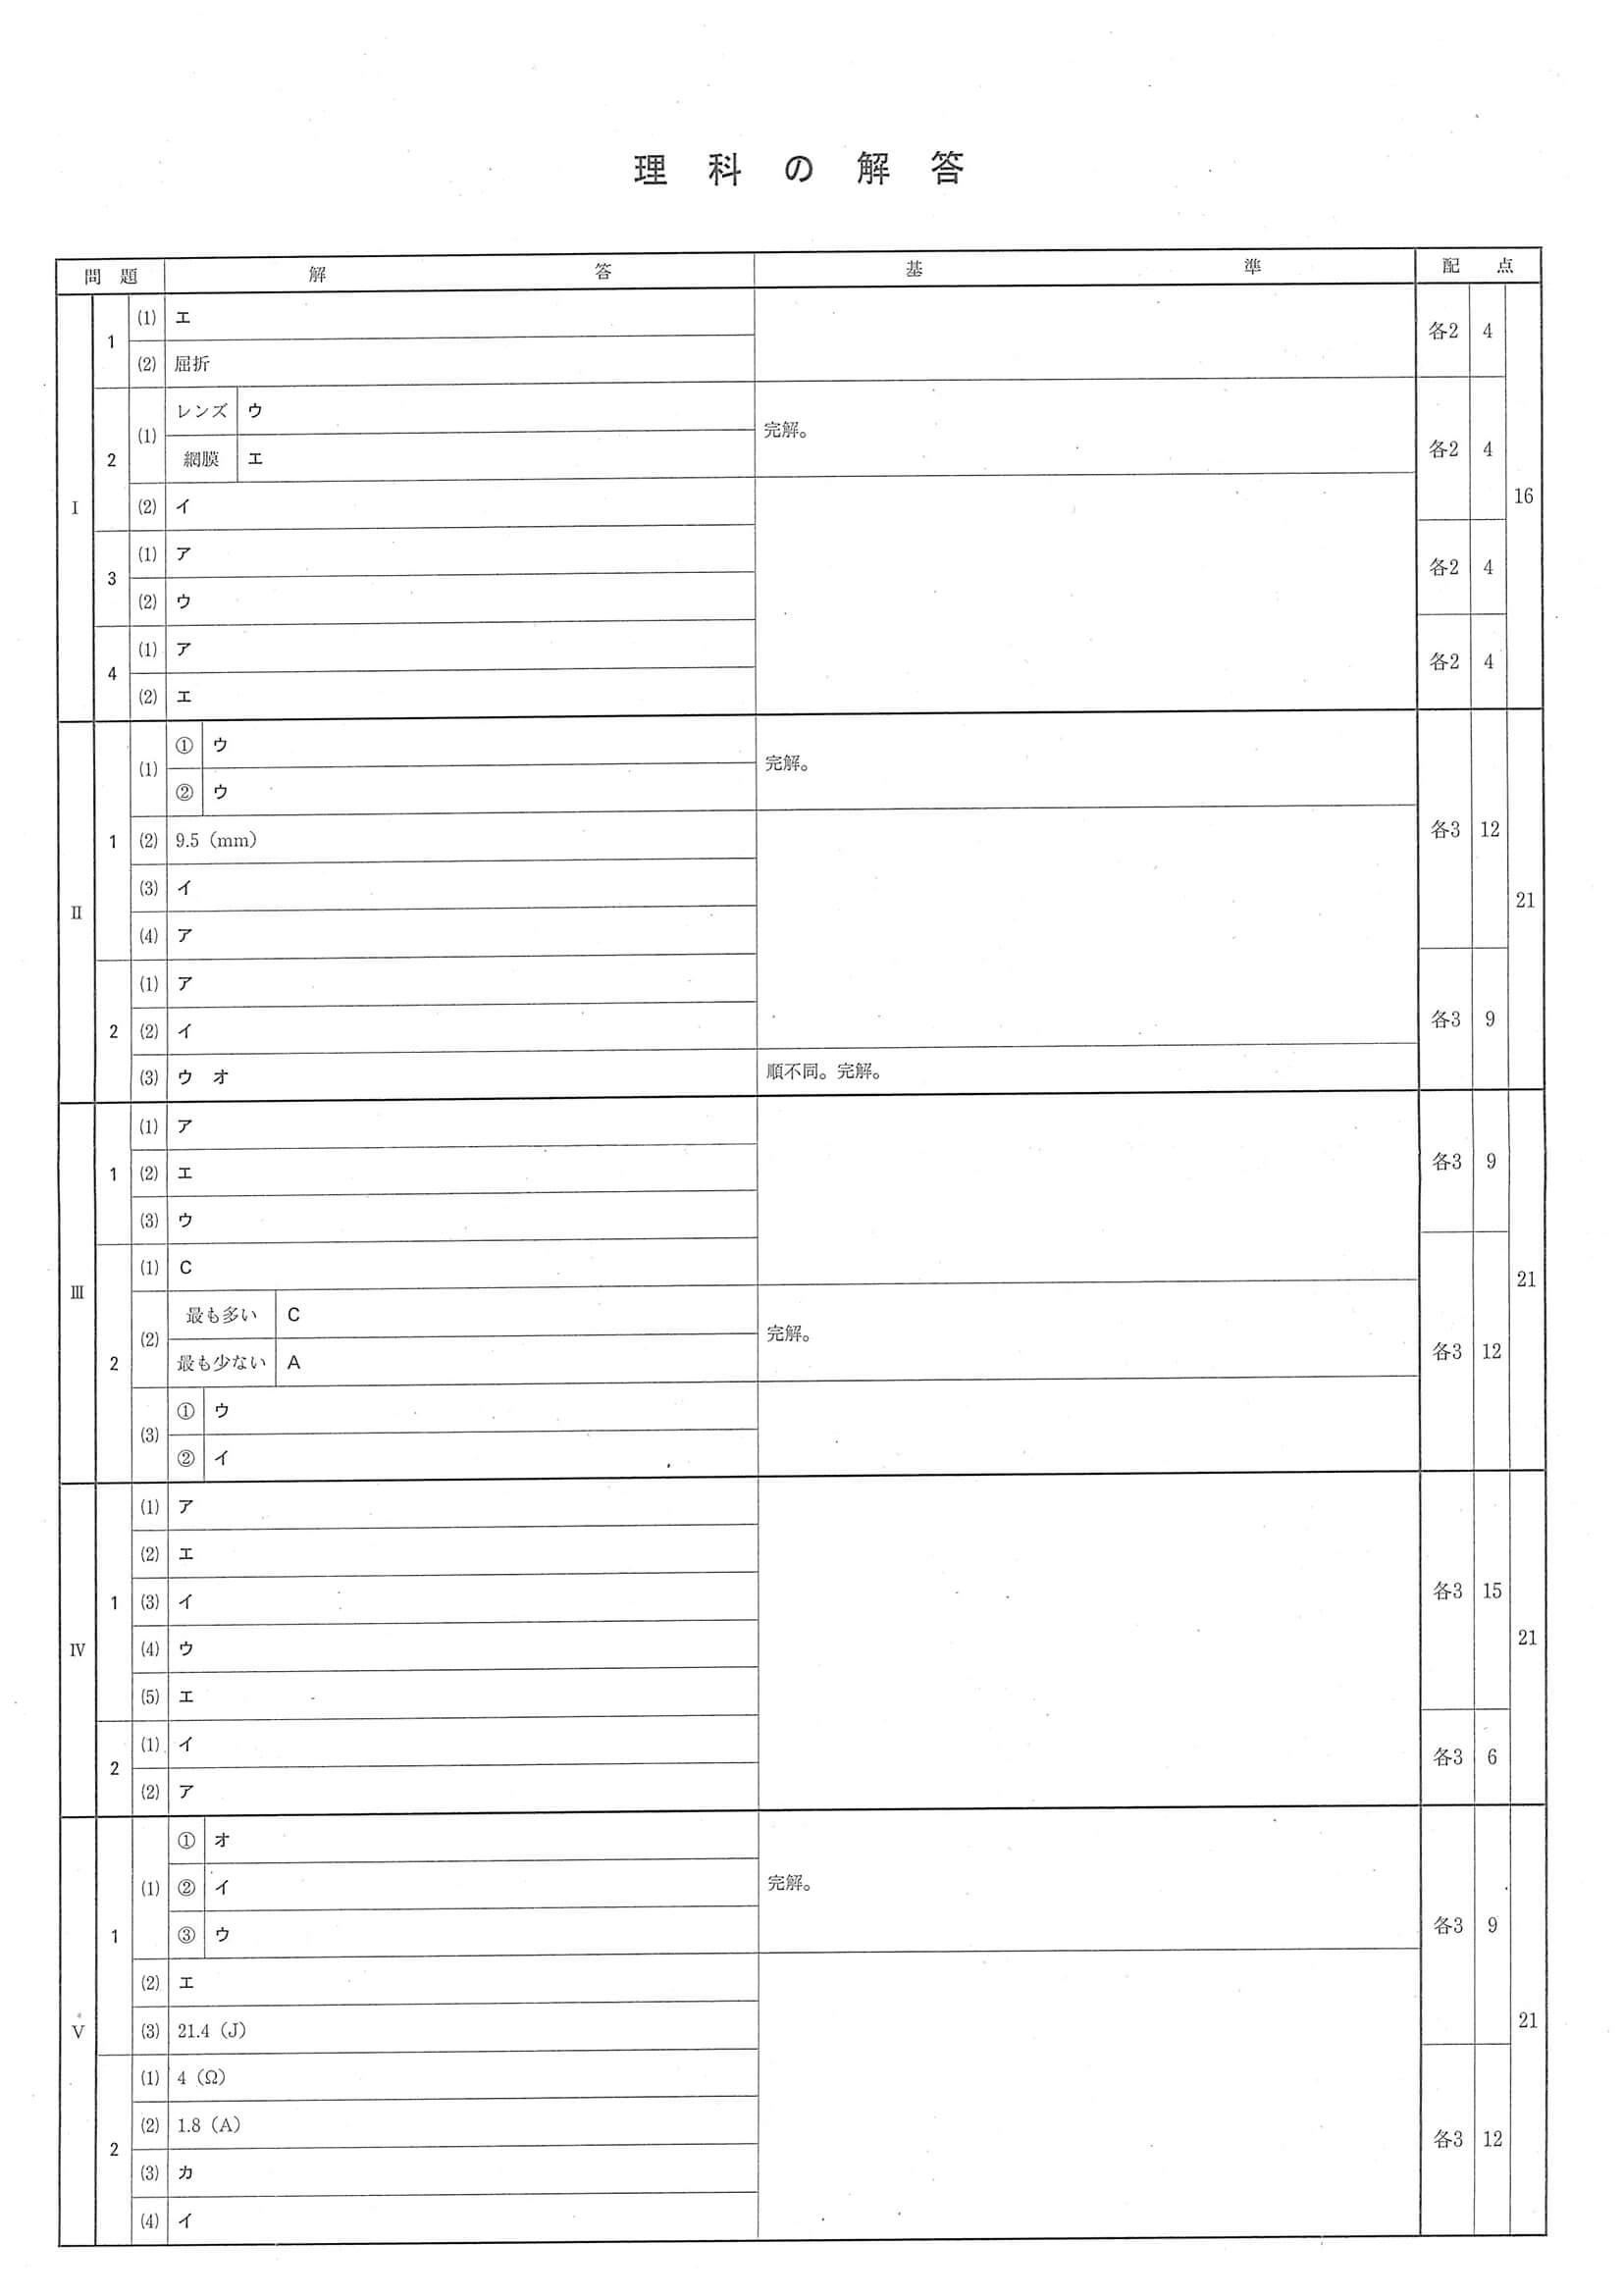 理科の解答
問題 解答 基準 配点
Ⅰ 1 (1) エ 各2 4 16
(2) 屈折
2 (1) レンズ ウ 完解。 各2 4
網膜 エ
(2) イ
3 (1) ア 各2 4
(2) ウ
4 (1) ア 各2 4
(2) エ
Ⅱ 1 (1) ① ウ 完解。 各3 12 21
② ウ
(2) 9.5（mm）
(3) イ
(4) ア
2 (1) ア 各3 9
(2) イ
(3) ウ オ 順不同。完解。
Ⅲ 1 (1) ア 各3 9 21
(2) エ
(3) ウ
2 (1) C 各3 12
(2) 最も多い C 完解。
最も少ない A
(3) ① ウ
② イ
Ⅳ 1 (1) ア 各3 15 21
(2) エ
(3) イ
(4) ウ
(5) エ
2 (1) イ 各3 6
(2) ア
Ⅴ 1 (1) ① オ 完解。 各3 9 21
② イ
③ ウ
(2) エ
(3) 21.4（J）
2 (1) 4（Ω） 各3 12
(2) 1.8（A）
(3) カ
(4) イ